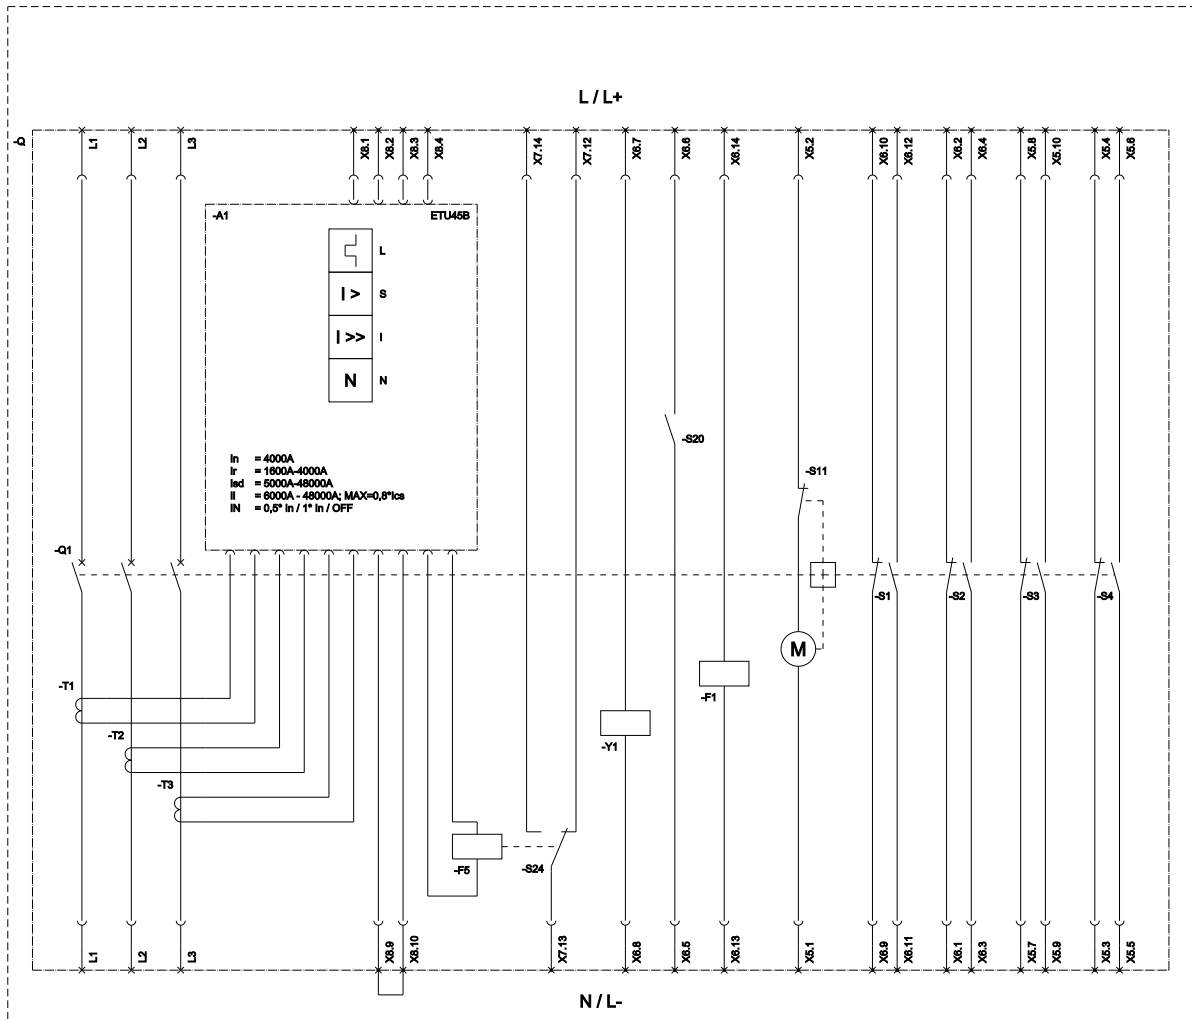 L / L+
-Q
L1
L2
L3
X8.1
X8.2
X8.3
X8.4
X7.14
X7.12
X6.7
X6.6
X6.14
X5.2
X6.10
X6.12
X6.2
X6.4
X5.8
X5.10
X5.4
X5.6
-A1 ETU45B
L
I > S
I >> I
N N
In = 4000A
Ir = 1600A-4000A
Isd = 5000A-48000A
Ii = 6000A - 48000A; MAX=0,8*Ics
IN = 0,5* In / 1* In / OFF
-S20
-S11
-Q1
-S1
-S2
-S3
-S4
M
-T1
-F1
-T2
-Y1
-T3
-F5
-S24
L1
L2
L3
X8.9
X8.10
X7.13
X6.8
X6.5
X6.13
X5.1
X6.9
X6.11
X6.1
X6.3
X5.7
X5.9
X5.3
X5.5
N / L-